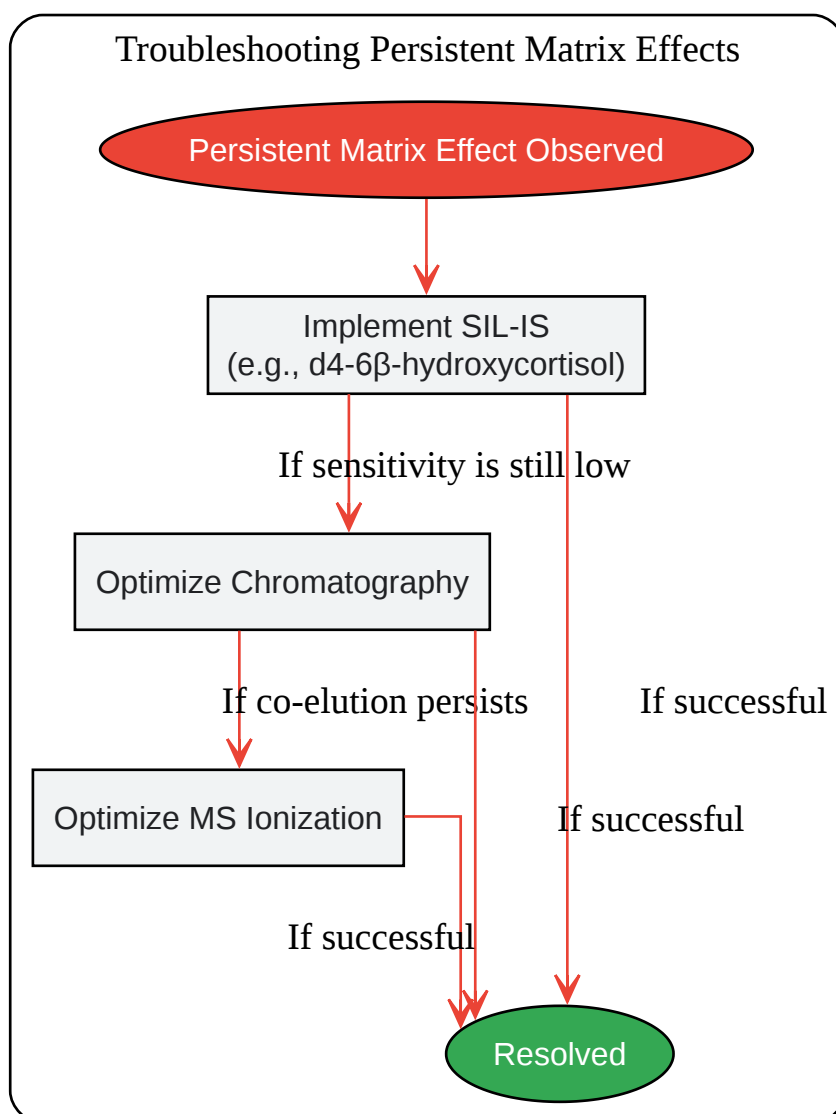 Troubleshooting Persistent Matrix Effects
Persistent Matrix Effect Observed
Implement SIL-IS
(e.g., d4-6β-hydroxycortisol)
If sensitivity is still low
Optimize Chromatography
If co-elution persists
If successful
Optimize MS Ionization
If successful
If successful
Resolved